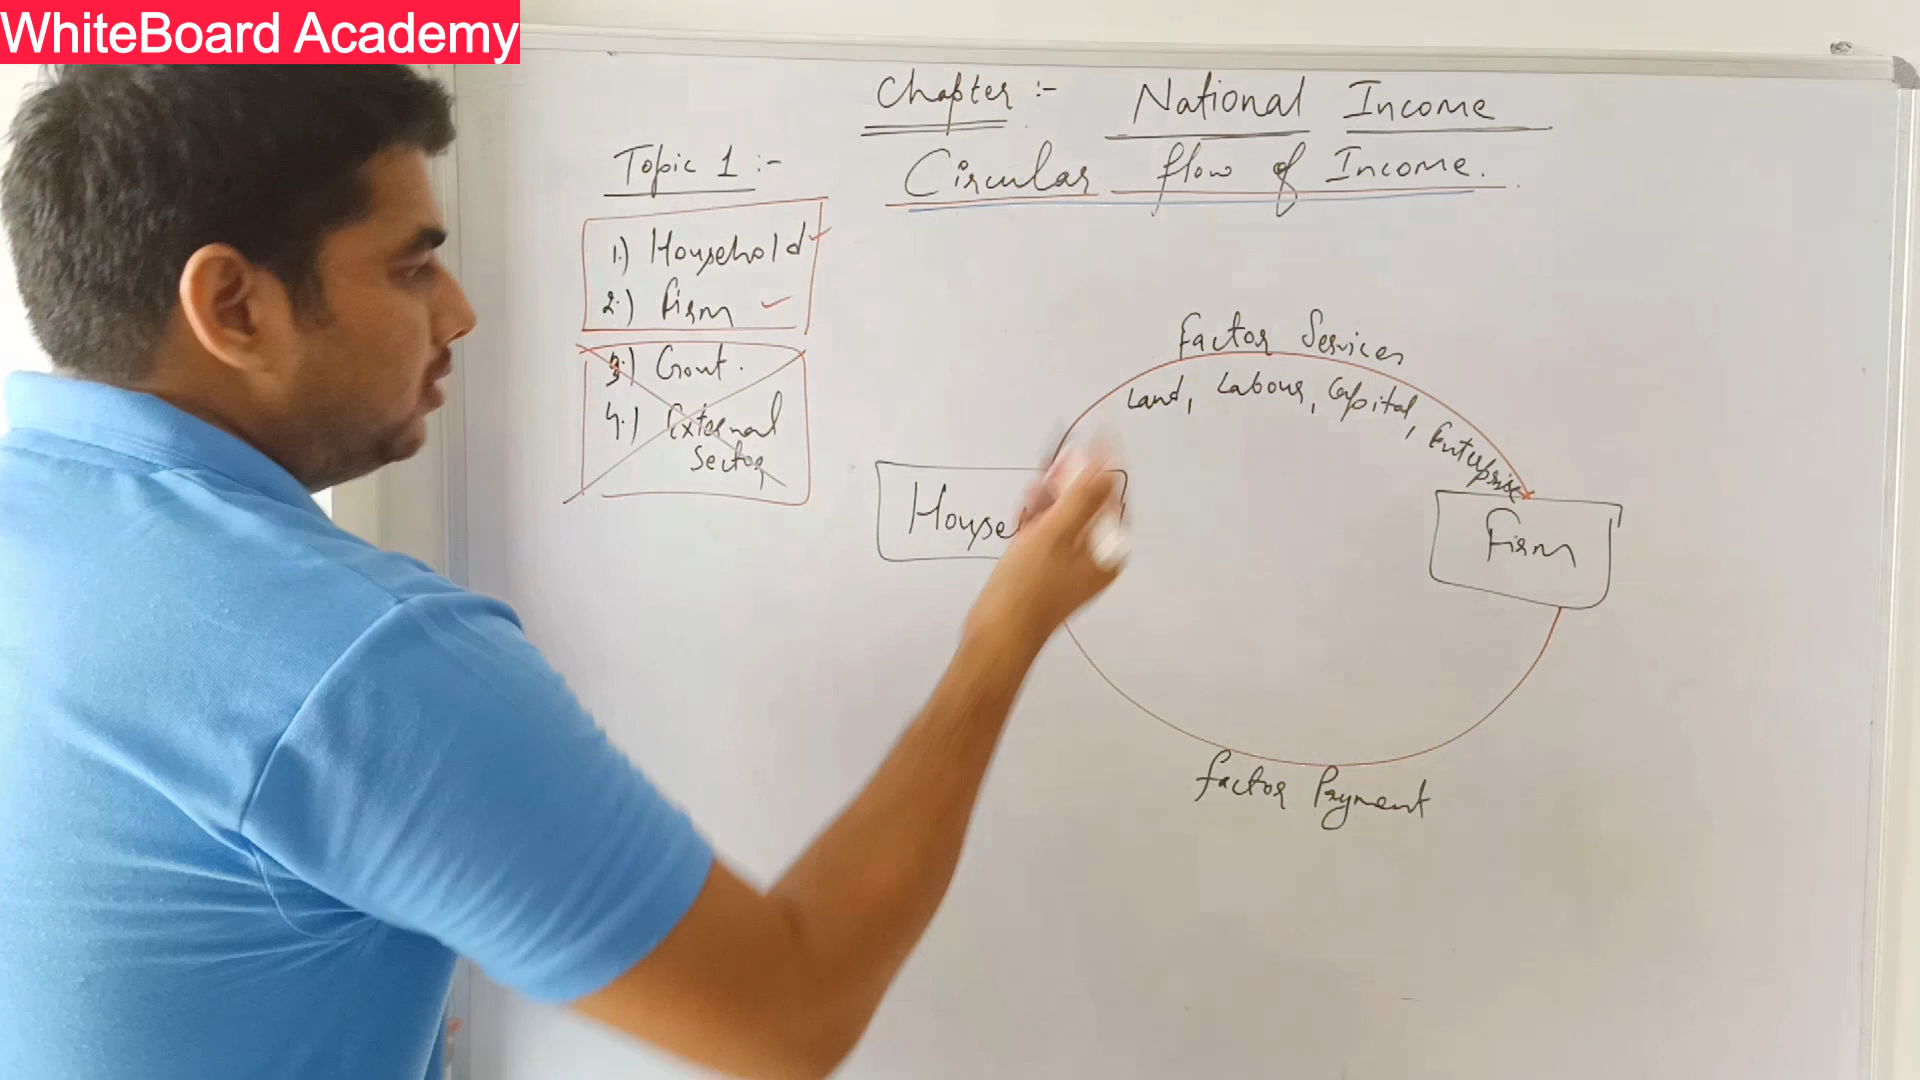 WhiteBoard Academy
Chapter :- National Income
Circular flow of Income.
Topic 1 :-
1.) Household
2.) Firm
3.) Govt.
4.) External
Sector
Factor Services
Land, Labour, Capital, Enterprise
Firm
factor Payment